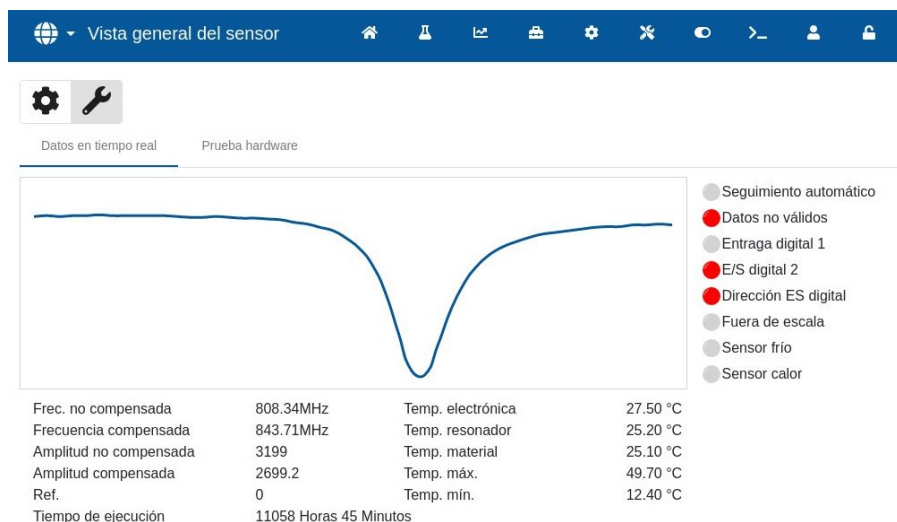 Vista general del sensor
Datos en tiempo real Prueba hardware
Seguimiento automático
Datos no válidos
Entraga digital 1
E/S digital 2
Dirección ES digital
Fuera de escala
Sensor frío
Sensor calor
Frec. no compensada 808.34MHz Temp. electrónica 27.50 °C
Frecuencia compensada 843.71MHz Temp. resonador 25.20 °C
Amplitud no compensada 3199 Temp. material 25.10 °C
Amplitud compensada 2699.2 Temp. máx. 49.70 °C
Ref. 0 Temp. mín. 12.40 °C
Tiempo de ejecución 11058 Horas 45 Minutos